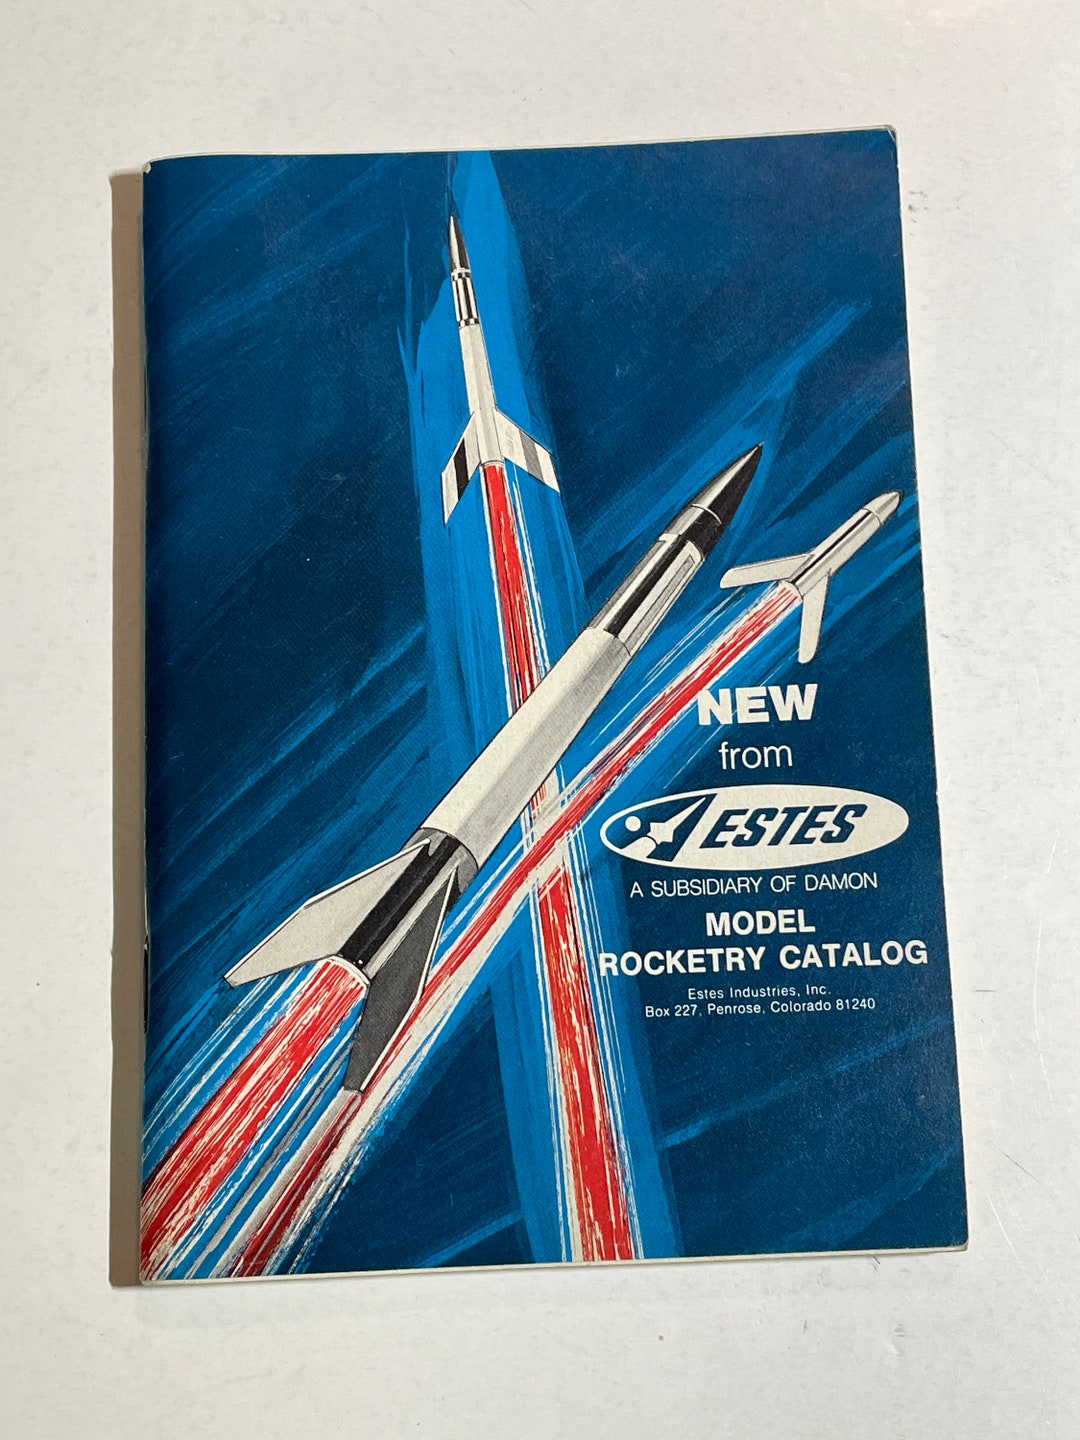 NEW
from
ESTES
A SUBSIDIARY OF DAMON
MODEL
ROCKETRY CATALOG
Estes Industries, Inc.
Box 227, Penrose, Colorado 81240